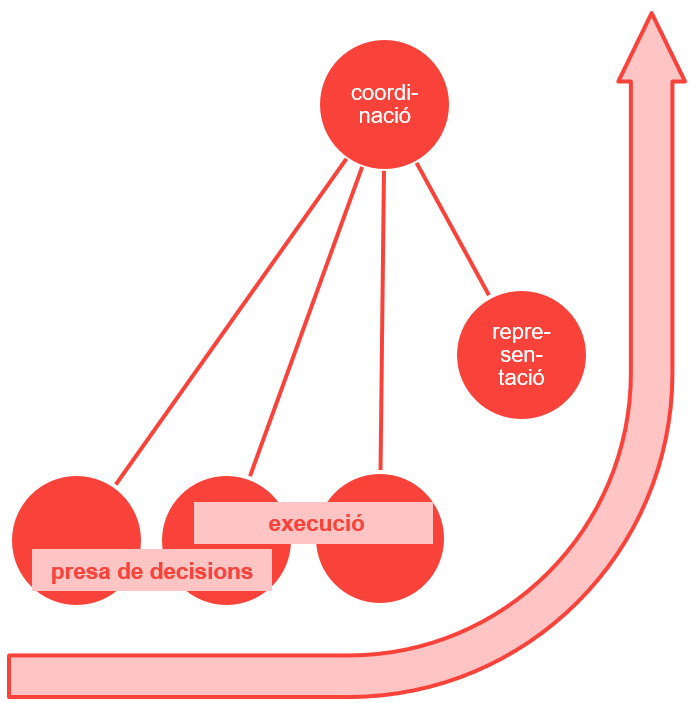 coordi-
nació
repre-
sen-
tació
execució
presa de decisions